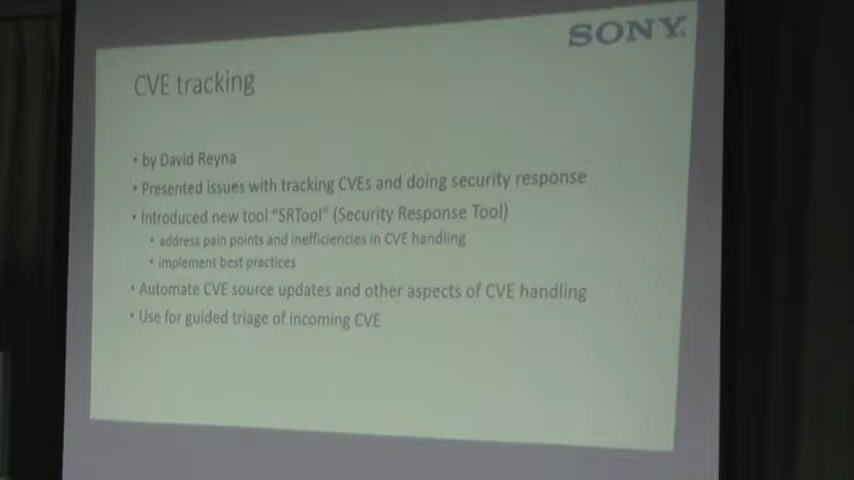 SONY
CVE tracking
• by David Reyna
• Presented issues with tracking CVEs and doing security response
• Introduced new tool “SRTool” (Security Response Tool)
• address pain points and inefficiencies in CVE handling
• implement best practices
• Automate CVE source updates and other aspects of CVE handling
• Use for guided triage of incoming CVE